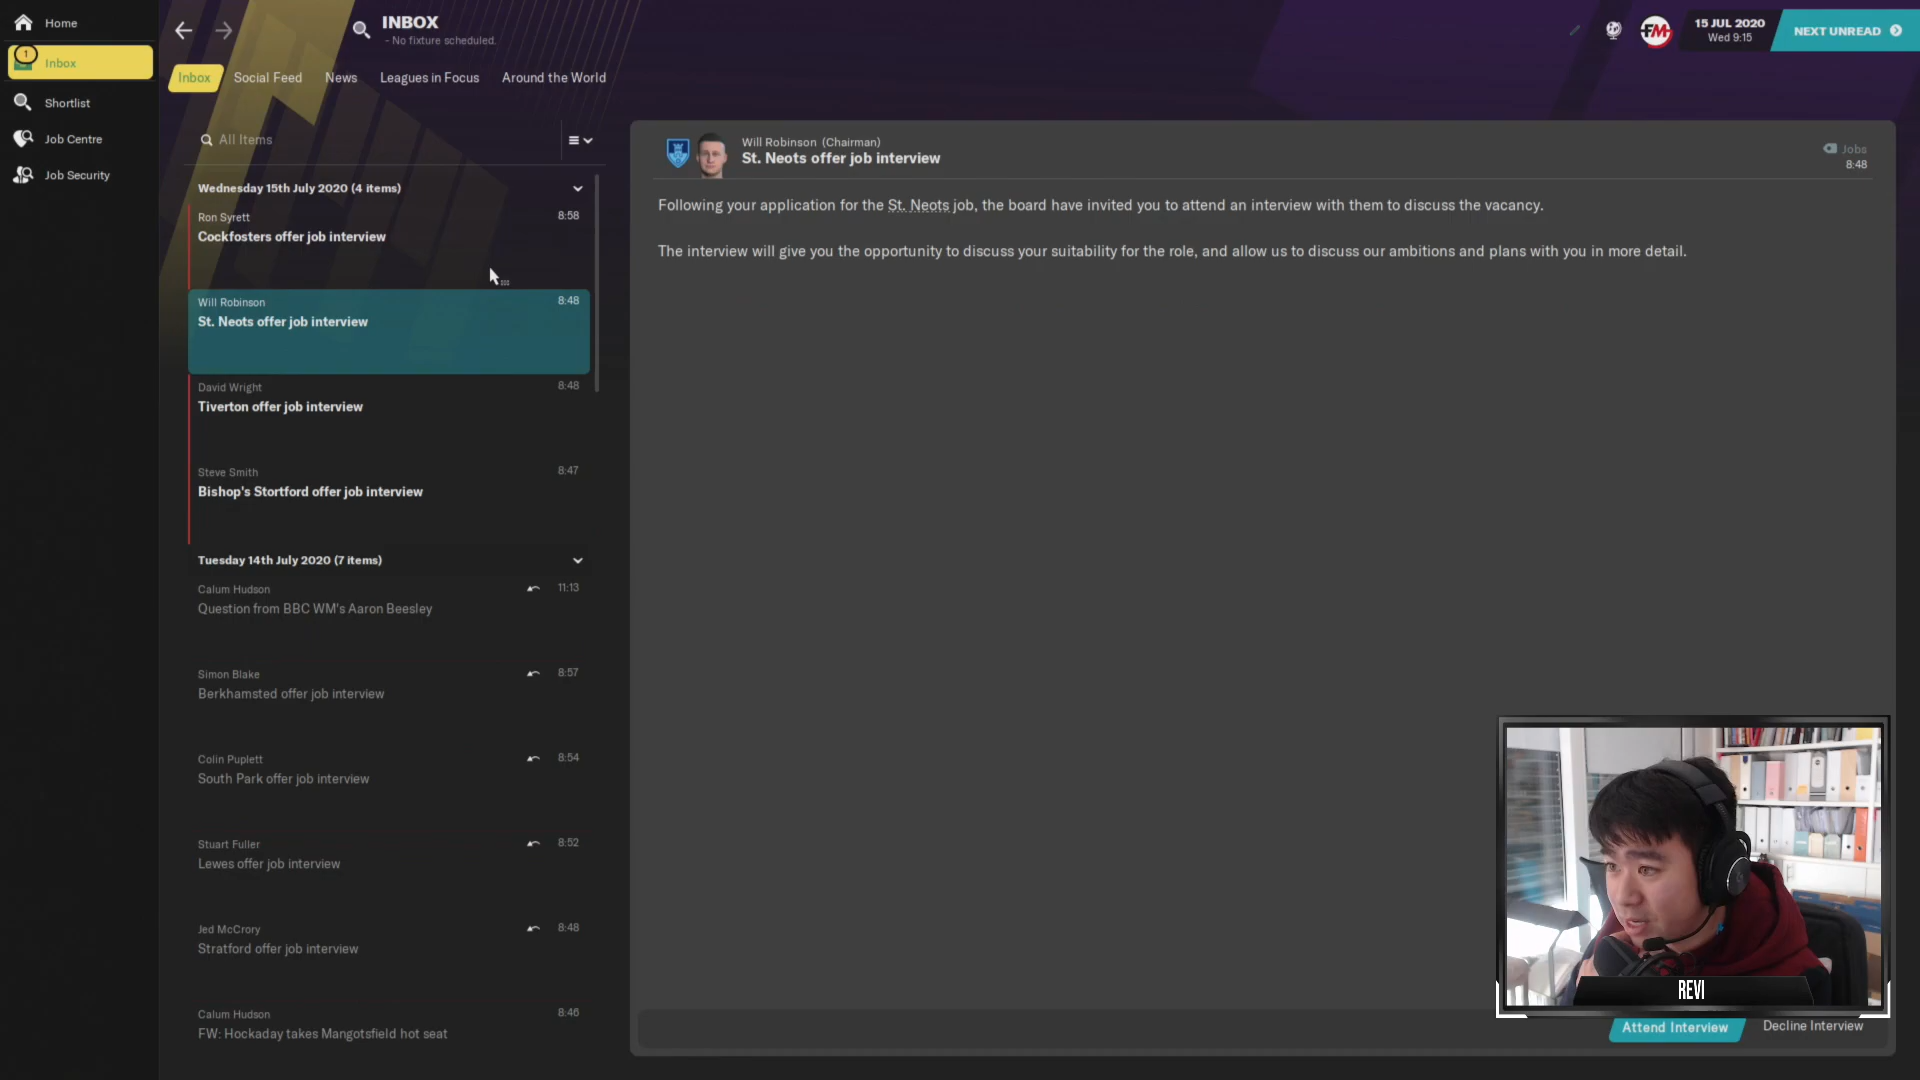 Home
1
Inbox
Shortlist
Job Centre
Job Security
INBOX
- No fixture scheduled.
FM
15 JUL 2020
Wed 9:15
NEXT UNREAD
Inbox
Social Feed
News
Leagues in Focus
Around the World
All Items
Wednesday 15th July 2020 (4 items)
Ron Syrett
8:58
Cockfosters offer job interview
Will Robinson
8:48
St. Neots offer job interview
David Wright
8:48
Tiverton offer job interview
Steve Smith
8:47
Bishop's Stortford offer job interview
Tuesday 14th July 2020 (7 items)
Calum Hudson
11:13
Question from BBC WM's Aaron Beesley
Simon Blake
8:57
Berkhamsted offer job interview
Colin Puplett
8:54
South Park offer job interview
Stuart Fuller
8:52
Lewes offer job interview
Jed McCrory
8:48
Stratford offer job interview
Calum Hudson
8:46
FW: Hockaday takes Mangotsfield hot seat
Will Robinson (Chairman)
St. Neots offer job interview
Jobs
8:48
Following your application for the St. Neots job, the board have invited you to attend an interview with them to discuss the vacancy.
The interview will give you the opportunity to discuss your suitability for the role, and allow us to discuss our ambitions and plans with you in more detail.
REVI
Attend Interview
Decline Interview